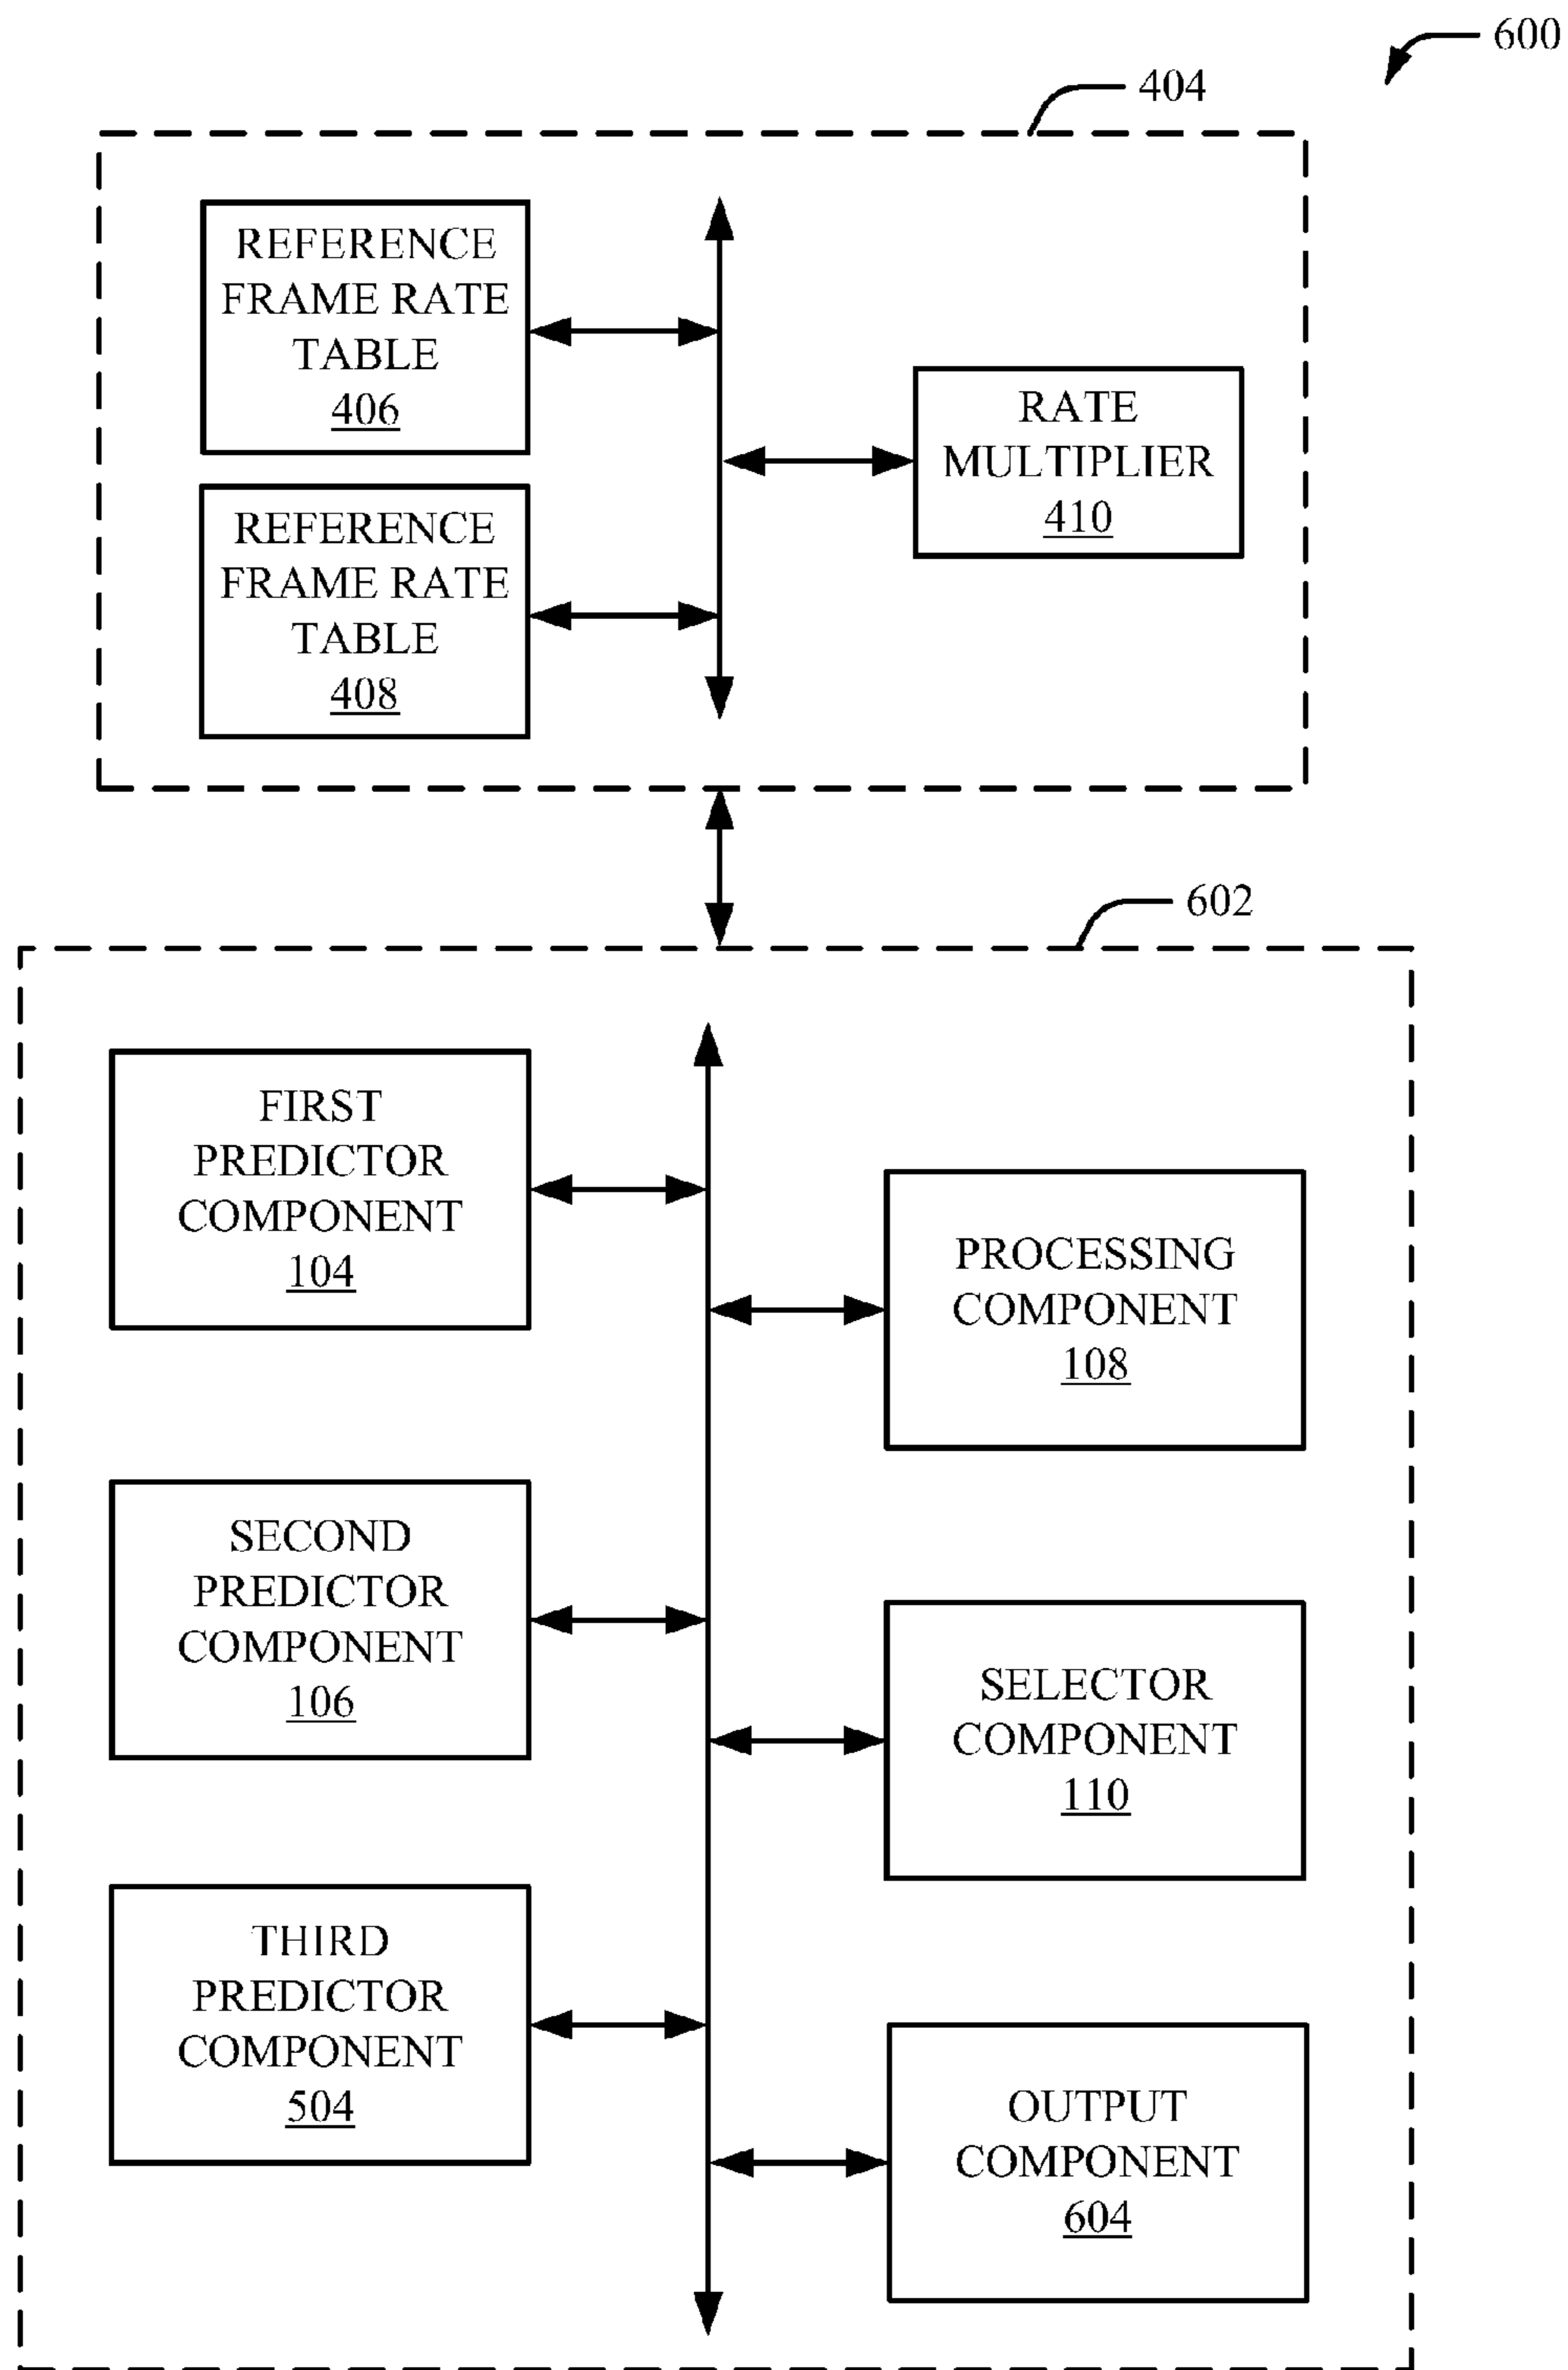 600
404
REFERENCE
FRAME RATE
TABLE
406
RATE
MULTIPLIER
410
REFERENCE
FRAME RATE
TABLE
408
602
FIRST
PREDICTOR
COMPONENT
104
PROCESSING
COMPONENT
108
SECOND
PREDICTOR
COMPONENT
106
SELECTOR
COMPONENT
110
THIRD
PREDICTOR
COMPONENT
504
OUTPUT
COMPONENT
604